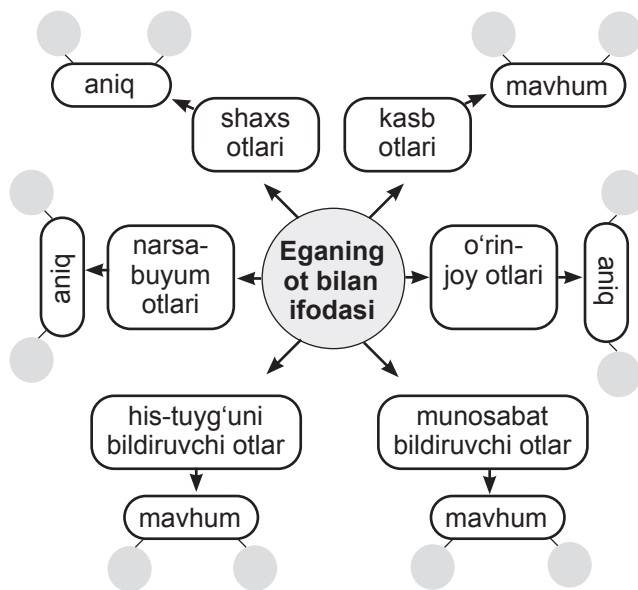 aniq
shaxs
otlari
kasb
otlari
mavhum
aniq
narsa-
buyum
otlari
Eganing
ot bilan
ifodasi
o‘rin-
joy otlari
aniq
his-tuyg‘uni
bildiruvchi otlar
mavhum
munosabat
bildiruvchi otlar
mavhum